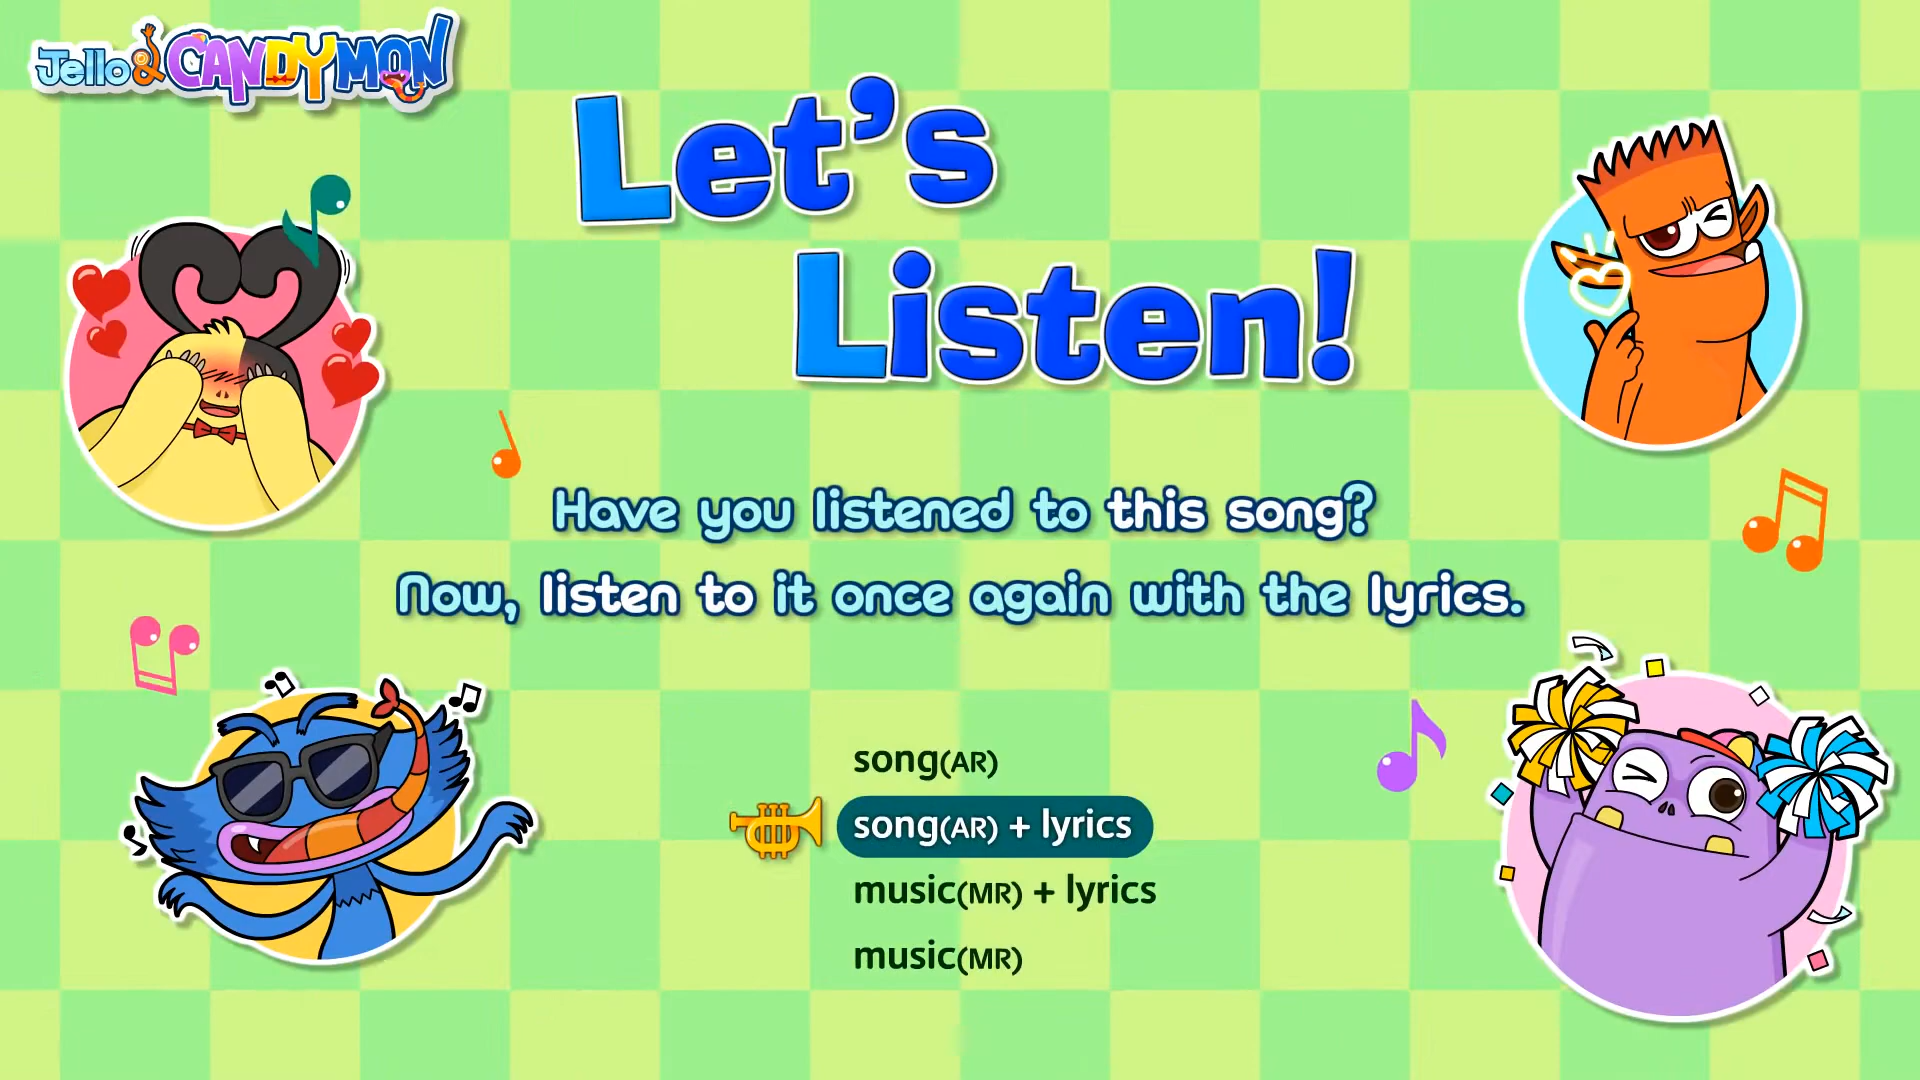 Jello & CANDYMON
Let's
Listen!
Have you listened to this song?
Now, listen to it once again with the lyrics.
song(AR)
song(AR) + lyrics
music(MR) + lyrics
music(MR)